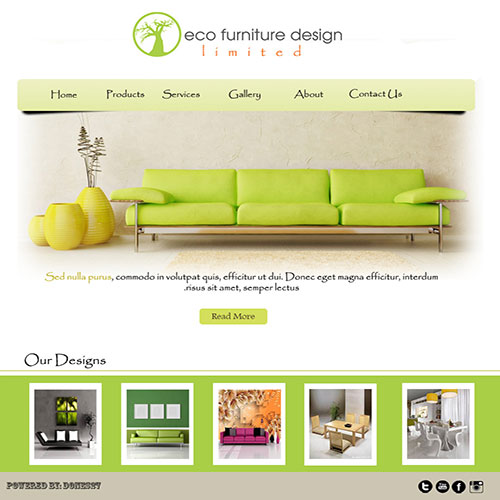 eco furniture design
limited
Home Products Services Gallery About Contact Us
Sed nulla purus, commodo in volutpat quis, efficitur ut dui. Donec eget magna efficitur, interdum
.risus sit amet, semper lectus
Read More
Our Designs
POWERED BY: DONESTV